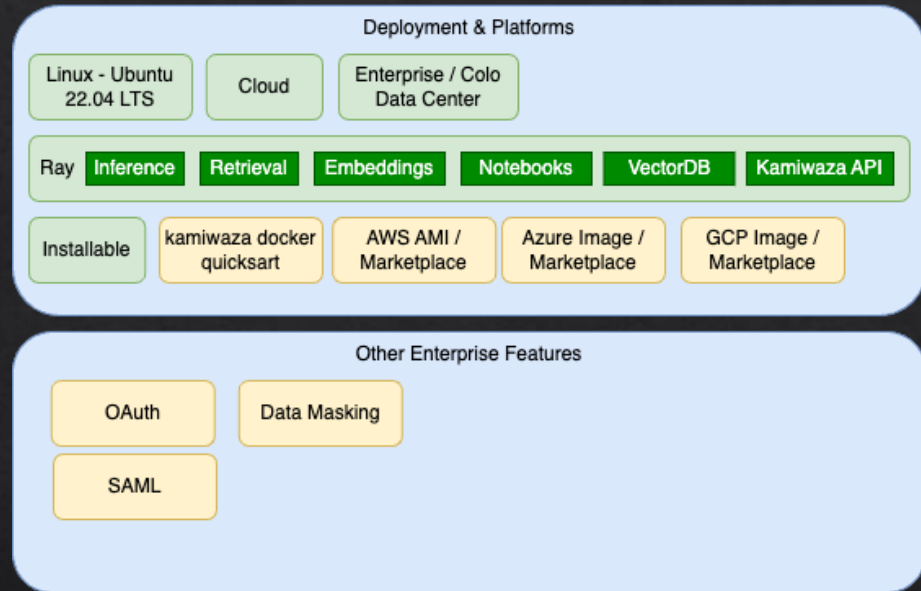 Deployment & Platforms
Linux - Ubuntu
22.04 LTS
Cloud
Enterprise / Colo
Data Center
Ray
Inference
Retrieval
Embeddings
Notebooks
VectorDB
Kamiwaza API
Installable
kamiwaza docker
quicksart
AWS AMI /
Marketplace
Azure Image /
Marketplace
GCP Image /
Marketplace
Other Enterprise Features
OAuth
Data Masking
SAML